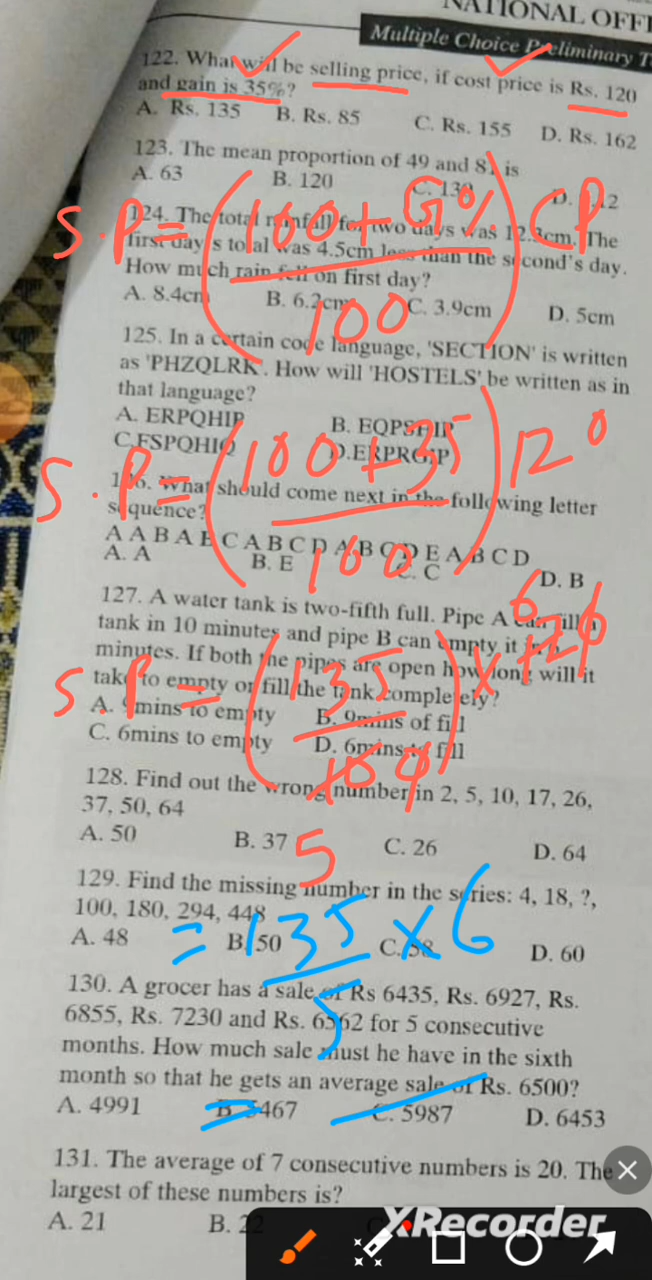 NATIONAL OFFI
Multiple Choice Preliminary T
122. What will be selling price, if cost price is Rs. 120
and gain is 35%?
A. Rs. 135 B. Rs. 85 C. Rs. 155 D. Rs. 162
123. The mean proportion of 49 and 81 is
A. 63 B. 120 C. 130
S.P = (100+G% / 100) CP
124. The total rainfall for two days was 12.3cm. The
first day's total was 4.5cm less than the second's day.
How much rain fell on first day?
A. 8.4cm B. 6.2cm C. 3.9cm D. 5cm
125. In a certain code language, 'SECTION' is written
as 'PHZQLRK'. How will 'HOSTELS' be written as in
that language?
A. ERPQHIP B. EQPSHIP
C.FSPQHIQ D.ERPRGIP
S.P = (100+35 / 100) 120
126. What should come next in the following letter
sequence?
A A B A B C A B C D A B C D E A B C D
A. A B. E C. C D. B
127. A water tank is two-fifth full. Pipe A can fill a
tank in 10 minutes and pipe B can empty it in 6
minutes. If both the pipes are open how long will it
take to empty or fill the tank completely?
S.P = (135 / 100) x 120
6
A. 9mins to empty B. 9mins of fill
C. 6mins to empty D. 6mins to fill
128. Find out the wrong number in 2, 5, 10, 17, 26,
37, 50, 64
A. 50 B. 37 C. 26 D. 64
5
129. Find the missing number in the series: 4, 18, ?,
100, 180, 294, 448
A. 48 B. 50 C. 58 D. 60
= 135 / 5 x 6
130. A grocer has a sale of Rs 6435, Rs. 6927, Rs.
6855, Rs. 7230 and Rs. 6562 for 5 consecutive
months. How much sale must he have in the sixth
month so that he gets an average sale of Rs. 6500?
A. 4991 B. 5467 C. 5987 D. 6453
131. The average of 7 consecutive numbers is 20. The
largest of these numbers is?
A. 21 B. 22
XRecorder